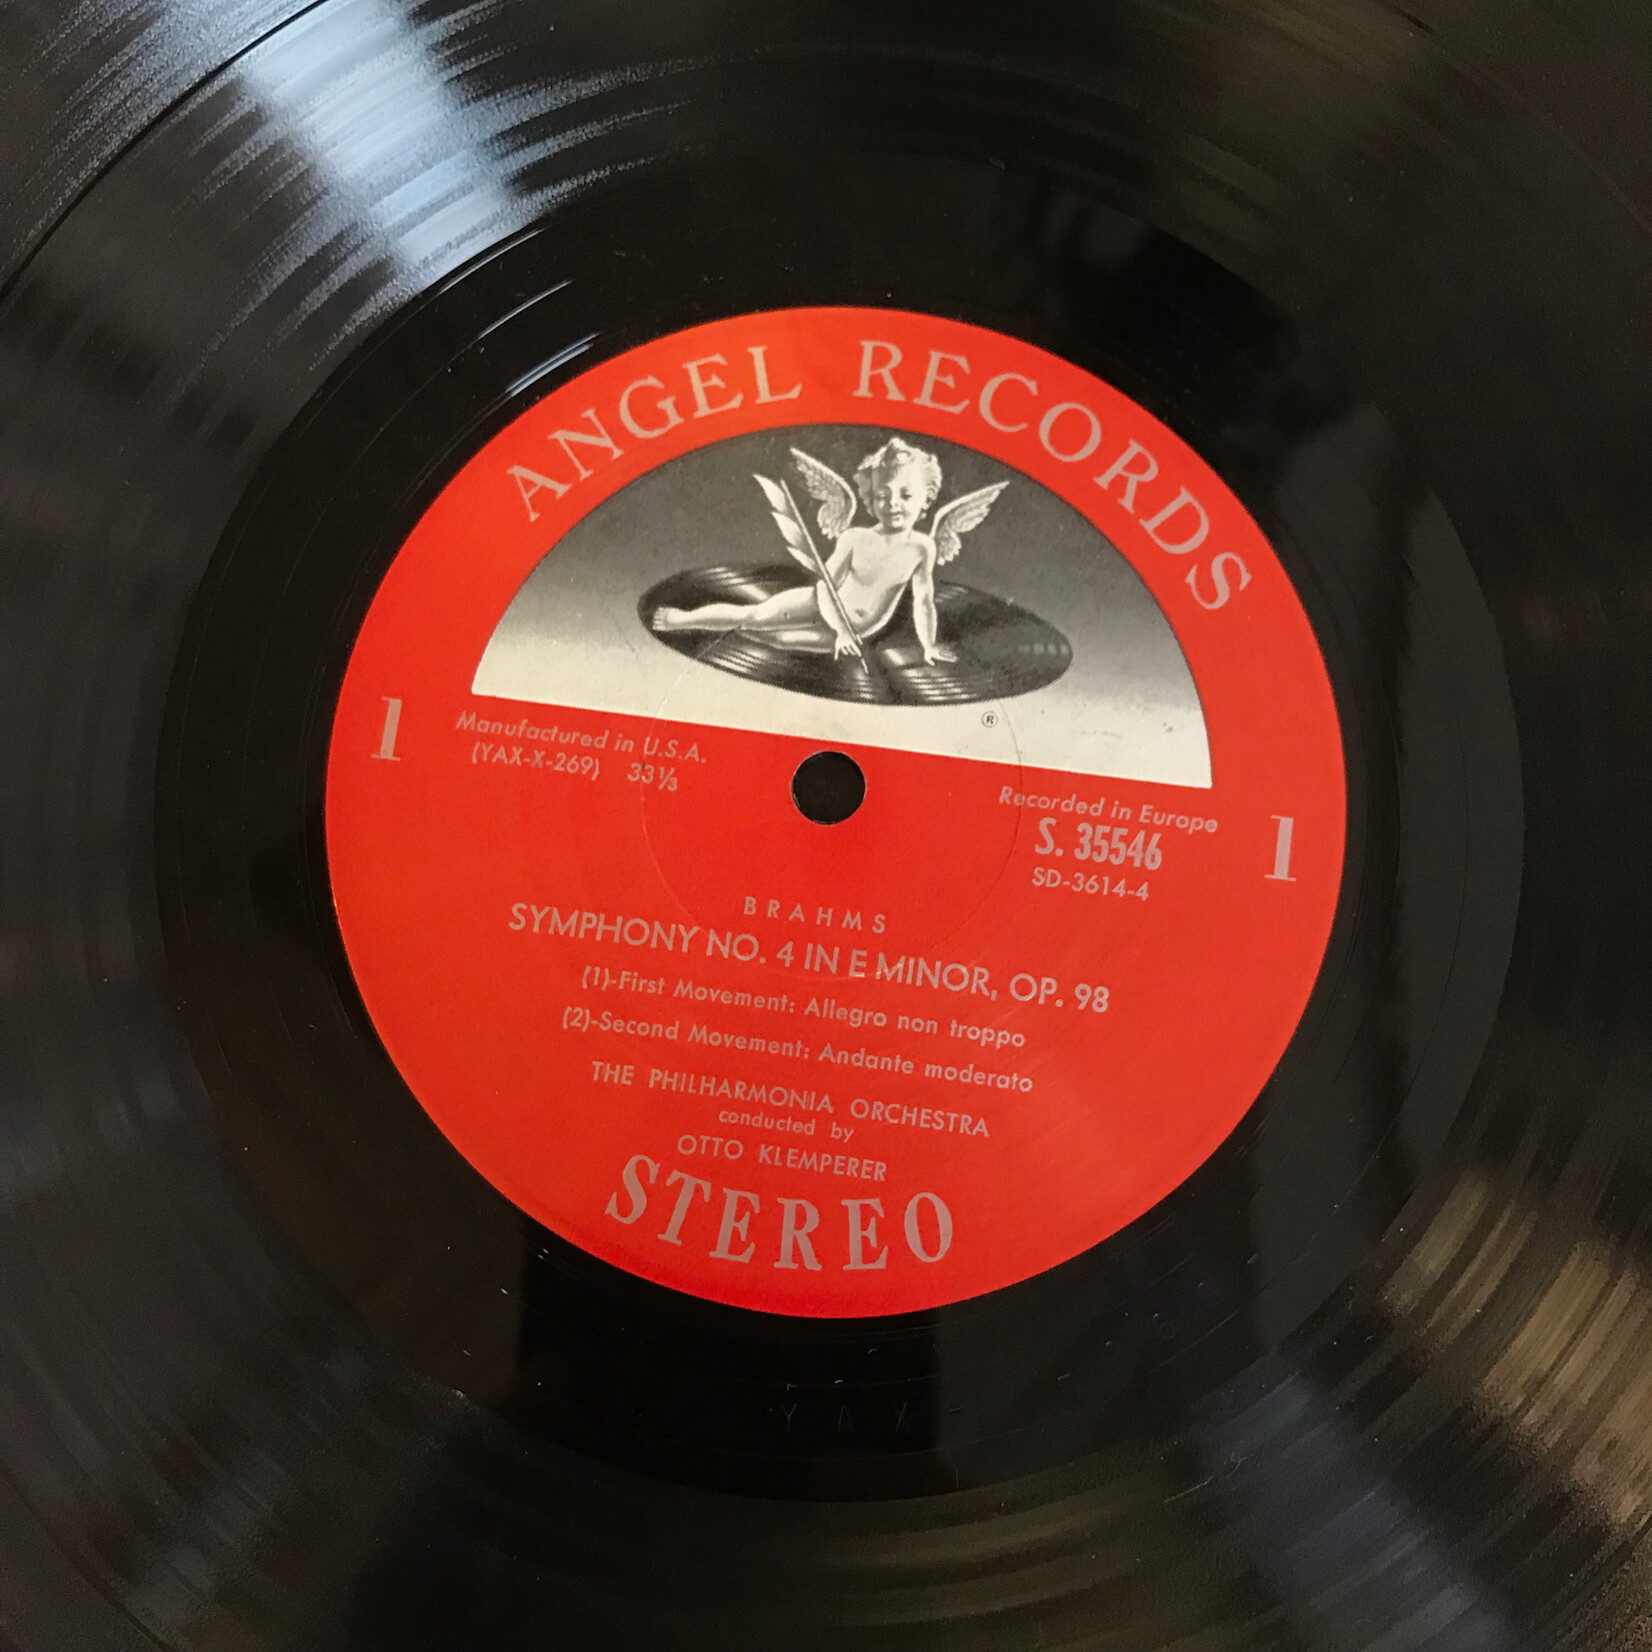 ANGEL RECORDS
®
1
Manufactured in U.S.A.
(YAX-X-269) 33⅓
Recorded in Europe
S. 35546
SD-3614-4
1
BRAHMS
SYMPHONY NO. 4 IN E MINOR, OP. 98
(1)-First Movement: Allegro non troppo
(2)-Second Movement: Andante moderato
THE PHILHARMONIA ORCHESTRA
conducted by
OTTO KLEMPERER
STEREO
YAX-